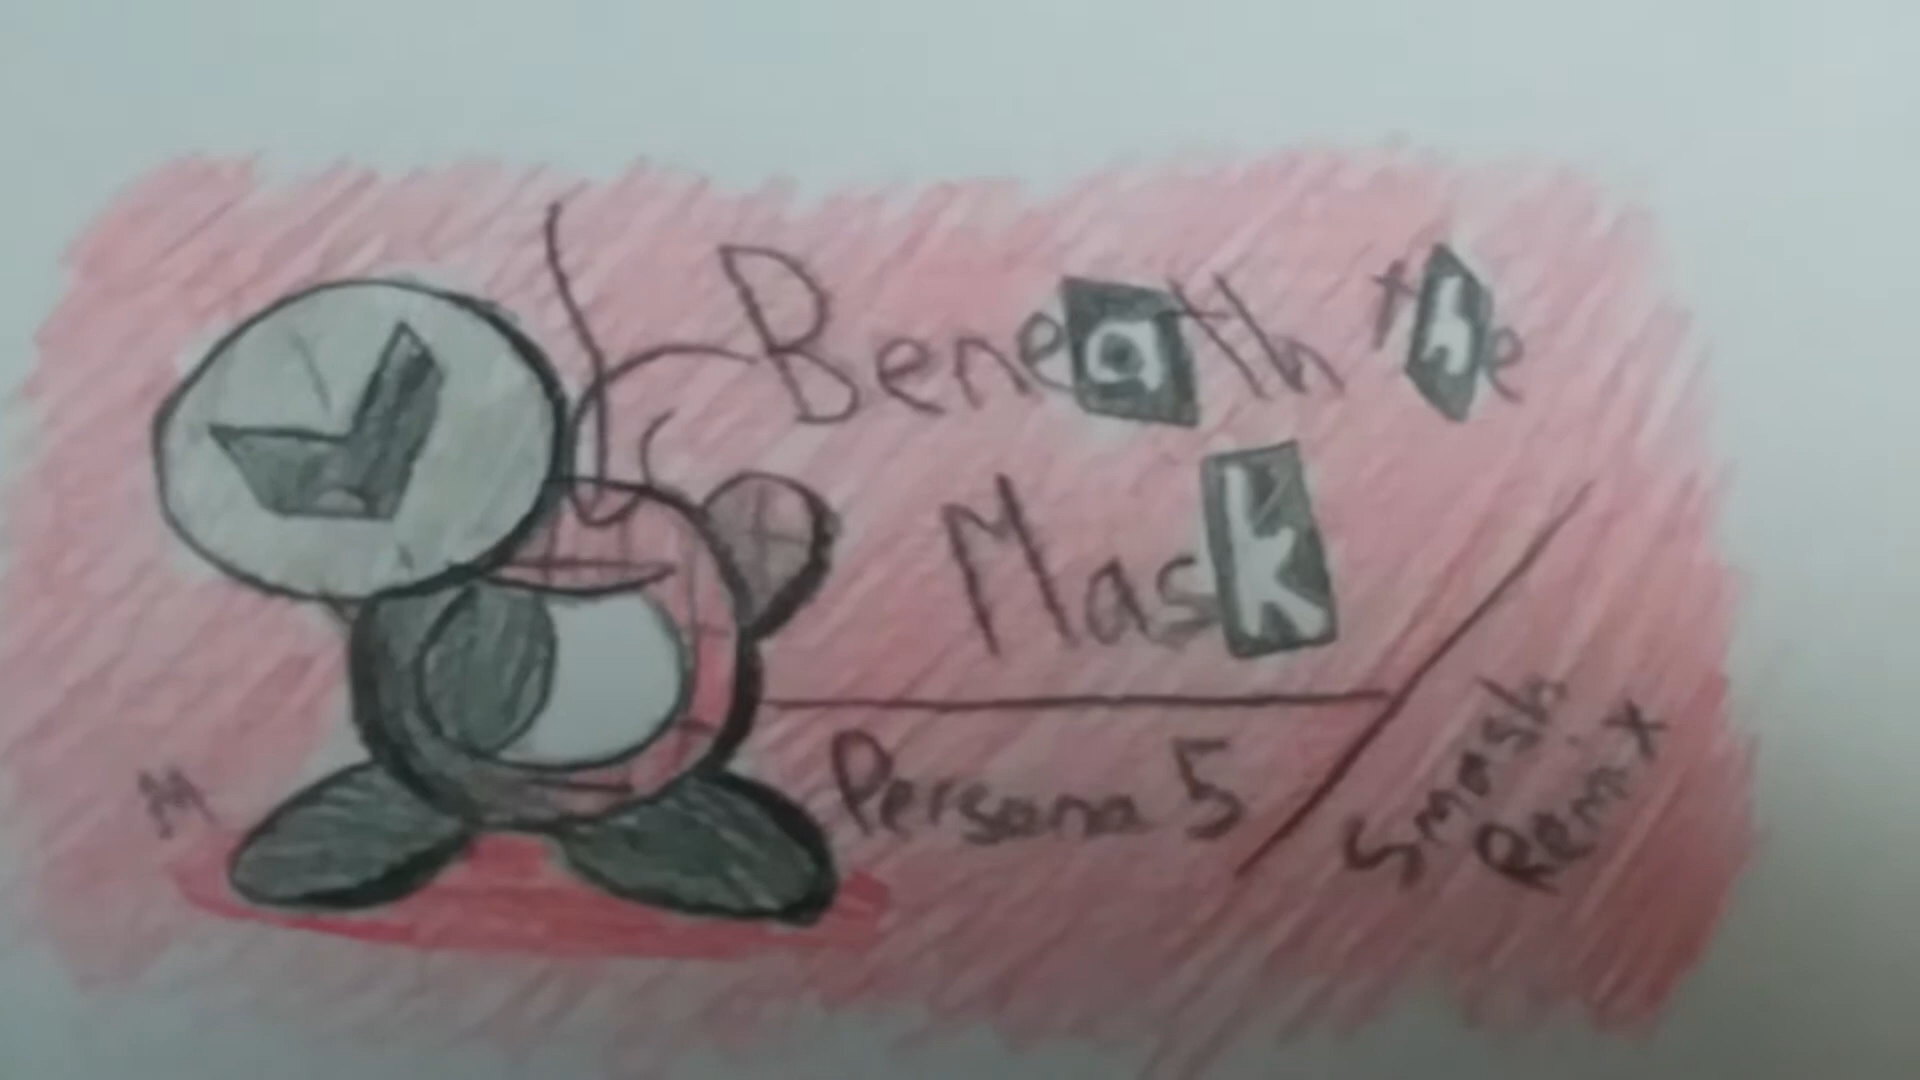 Beneath the
Mask
Persona 5
Smash
Remix
M